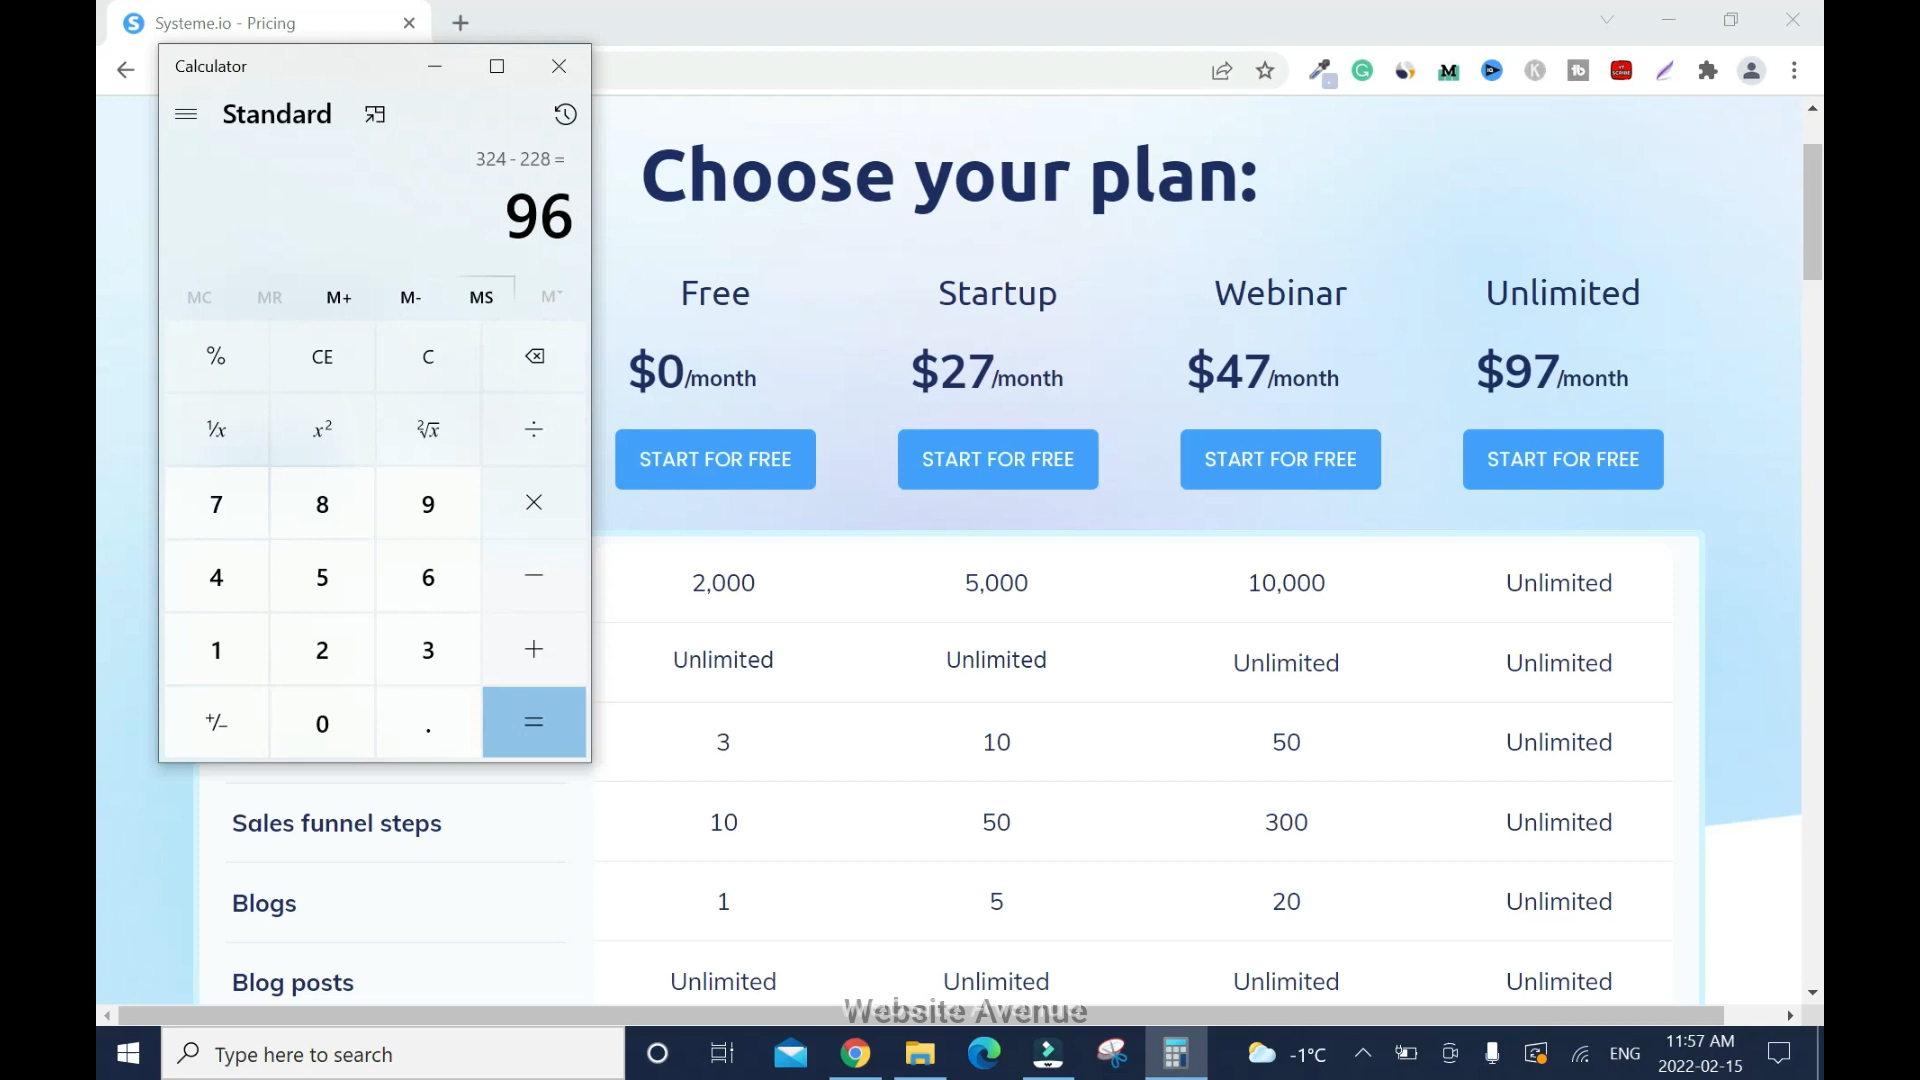 Systeme.io - Pricing
Calculator
Standard
324 - 228 =
96
MC MR M+ M- MS M˅
% CE C
¹/x x² ²√x ÷
7 8 9 ×
4 5 6 −
1 2 3 +
+/− 0 . =
Choose your plan:
Free Startup Webinar Unlimited
$0/month $27/month $47/month $97/month
START FOR FREE START FOR FREE START FOR FREE START FOR FREE
2,000 5,000 10,000 Unlimited
Unlimited Unlimited Unlimited Unlimited
3 10 50 Unlimited
Sales funnel steps 10 50 300 Unlimited
Blogs 1 5 20 Unlimited
Blog posts Unlimited Unlimited Unlimited Unlimited
Website Avenue
Type here to search
-1°C
ENG
11:57 AM
2022-02-15